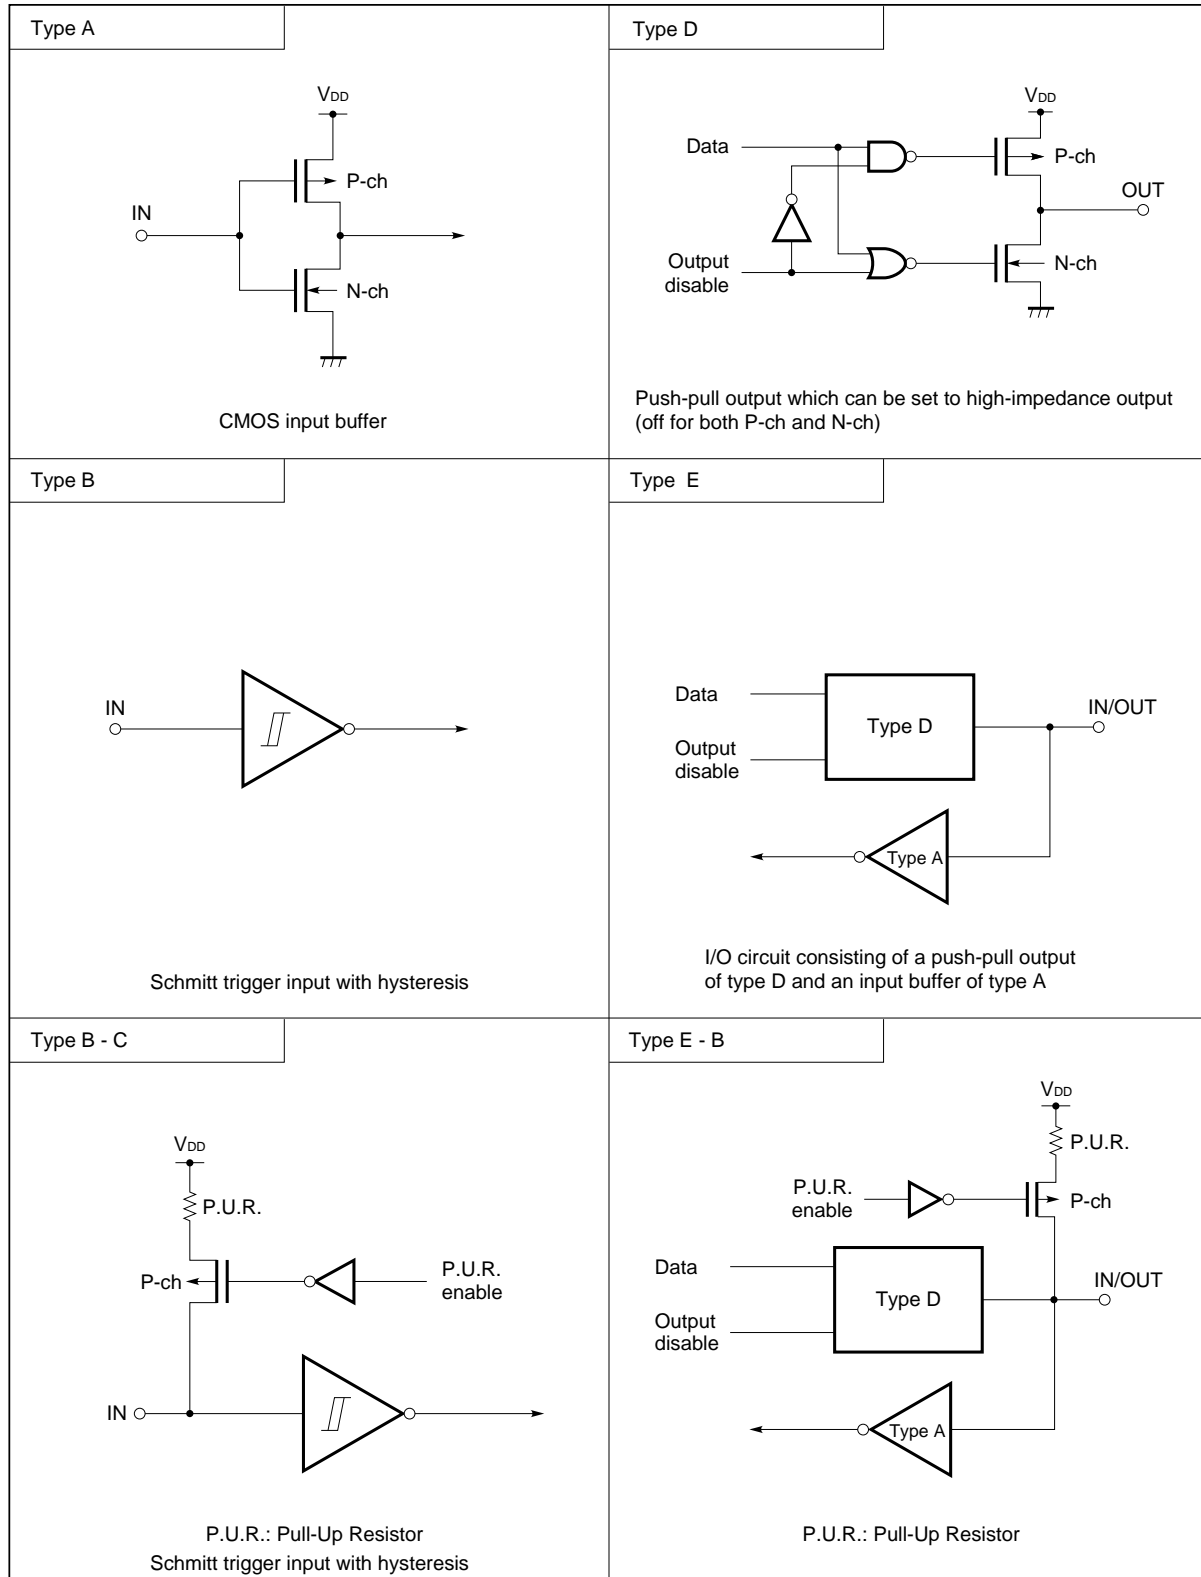 Type A
VDD
P-ch
IN
N-ch
CMOS input buffer
Type D
VDD
Data
P-ch
OUT
Output
disable
N-ch
Push-pull output which can be set to high-impedance output
(off for both P-ch and N-ch)
Type B
IN
Schmitt trigger input with hysteresis
Type E
Data
IN/OUT
Type D
Output
disable
Type A
I/O circuit consisting of a push-pull output
of type D and an input buffer of type A
Type B - C
VDD
P.U.R.
P-ch
P.U.R.
enable
IN
P.U.R.: Pull-Up Resistor
Schmitt trigger input with hysteresis
Type E - B
VDD
P.U.R.
P.U.R.
enable
P-ch
Data
IN/OUT
Type D
Output
disable
Type A
P.U.R.: Pull-Up Resistor